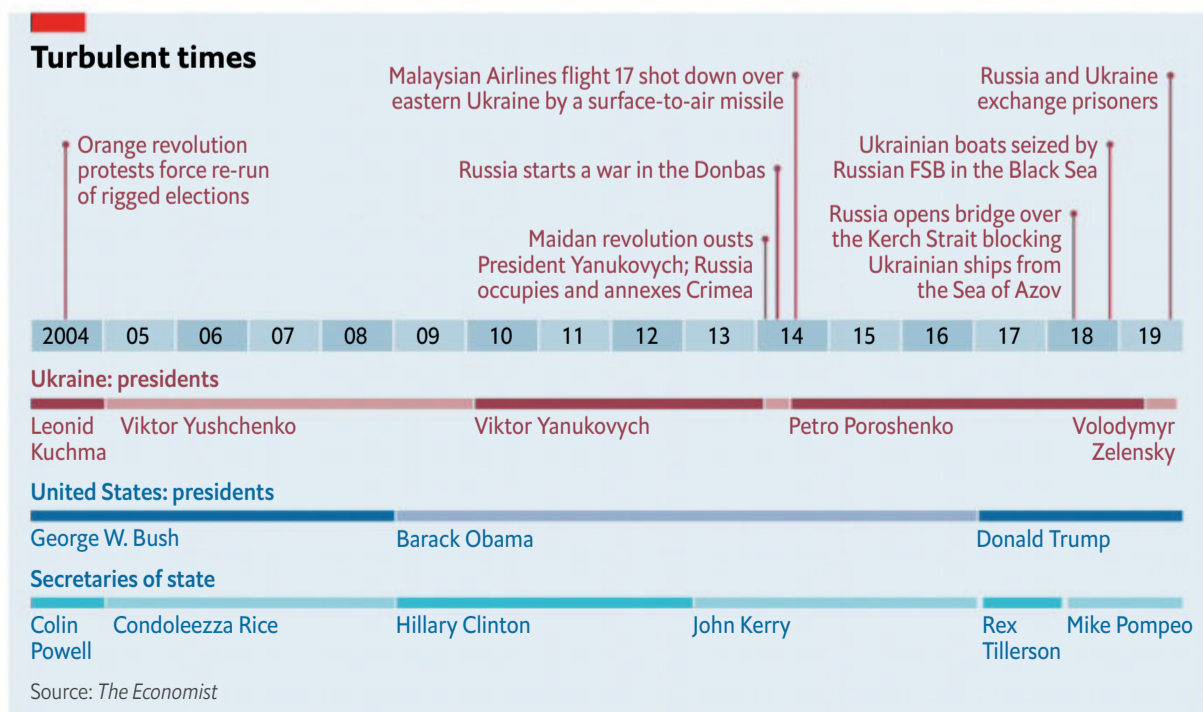 Turbulent times
Orange revolution
protests force re-run
of rigged elections
Malaysian Airlines flight 17 shot down over
eastern Ukraine by a surface-to-air missile
Russia starts a war in the Donbas
Maidan revolution ousts
President Yanukovych; Russia
occupies and annexes Crimea
Russia and Ukraine
exchange prisoners
Ukrainian boats seized by
Russian FSB in the Black Sea
Russia opens bridge over
the Kerch Strait blocking
Ukrainian ships from
the Sea of Azov
2004 05 06 07 08 09 10 11 12 13 14 15 16 17 18 19
Ukraine: presidents
Leonid
Kuchma
Viktor Yushchenko
Viktor Yanukovych
Petro Poroshenko
Volodymyr
Zelensky
United States: presidents
George W. Bush
Barack Obama
Donald Trump
Secretaries of state
Colin
Powell
Condoleezza Rice
Hillary Clinton
John Kerry
Rex
Tillerson
Mike Pompeo
Source: The Economist